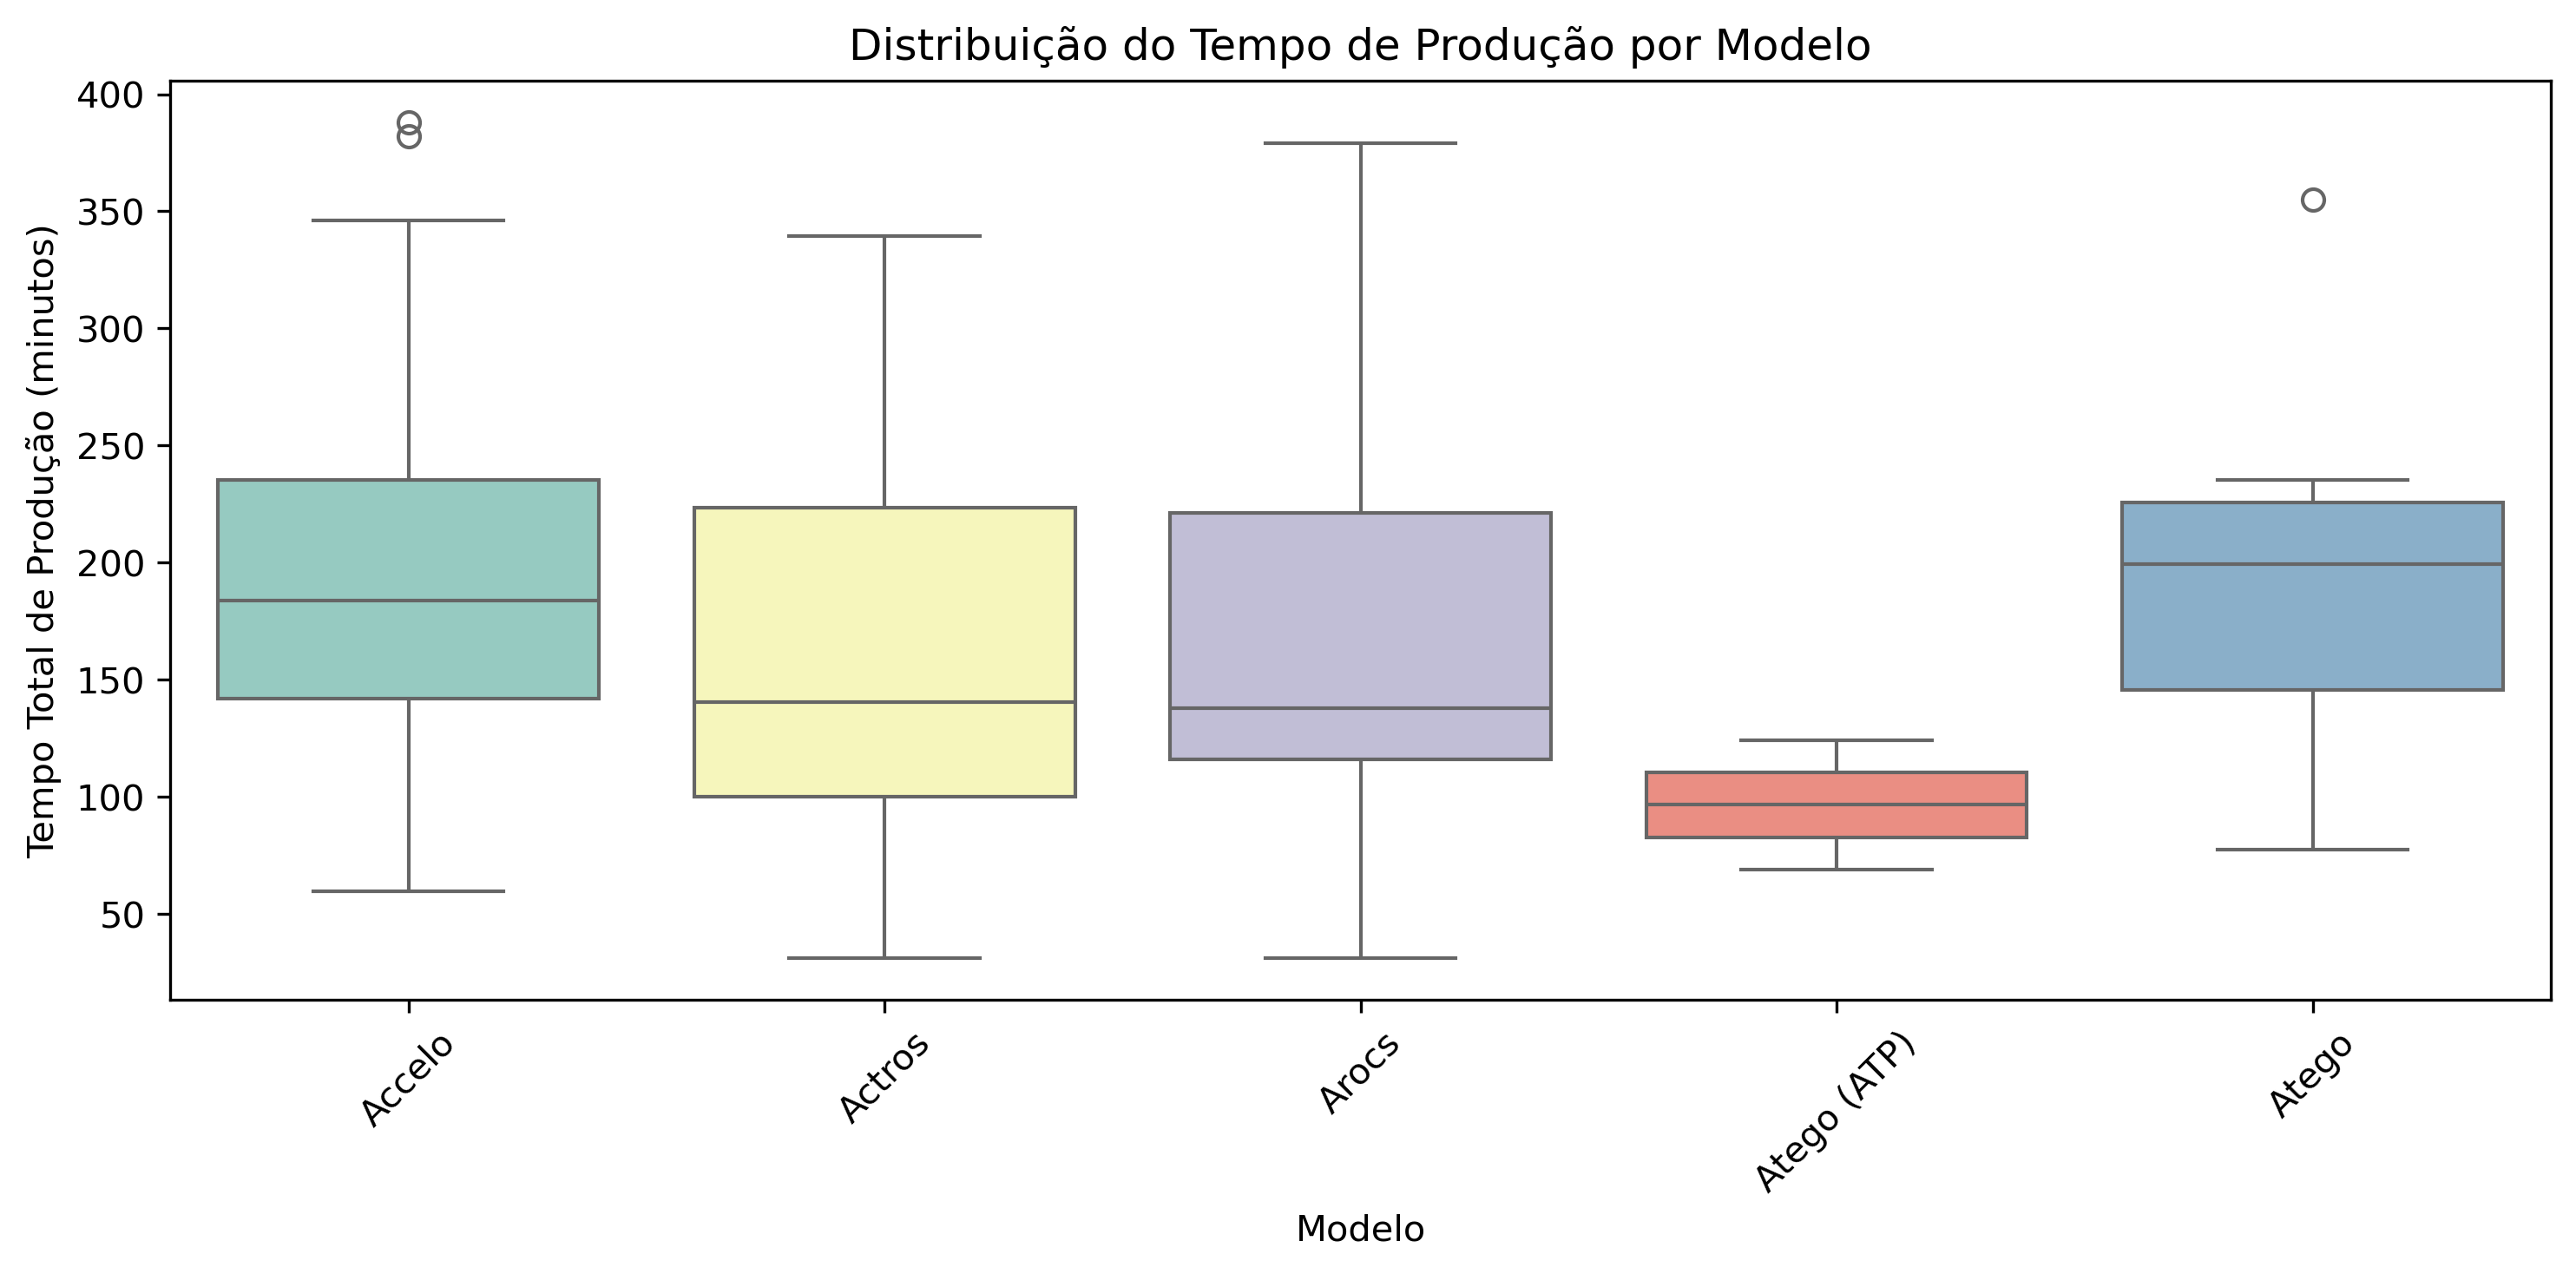 Distribuição do Tempo de Produção por Modelo
Tempo Total de Produção (minutos)
400
350
300
250
200
150
100
50
Accelo
Actros
Arocs
Atego (ATP)
Atego
Modelo